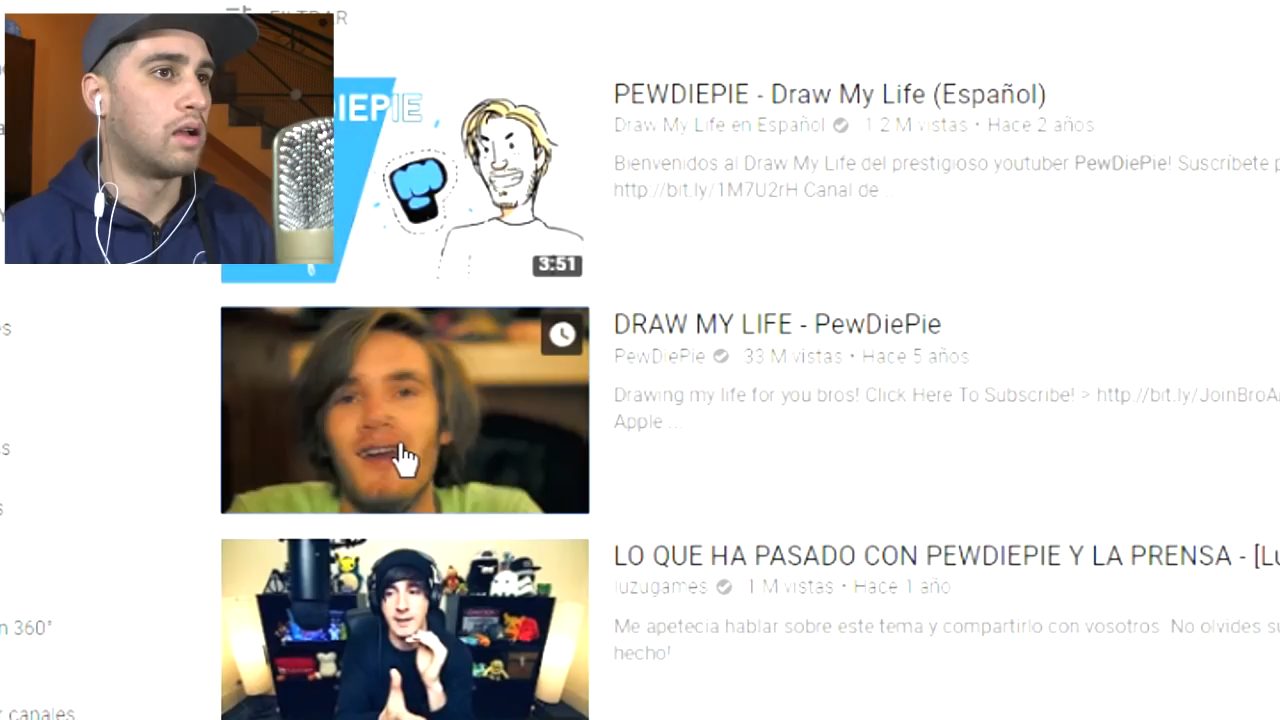 FILTRAR
DIEPIE
3:51
PEWDIEPIE - Draw My Life (Español)
Draw My Life en Español 1 2 M vistas • Hace 2 años
Bienvenidos al Draw My Life del prestigioso youtuber PewDiePie! Suscribete p
http://bit.ly/1M7U2rH Canal de ..
DRAW MY LIFE - PewDiePie
PewDiePie 33 M vistas • Hace 5 años
Drawing my life for you bros! Click Here To Subscribe! > http://bit.ly/JoinBroA
Apple ...
LO QUE HA PASADO CON PEWDIEPIE Y LA PRENSA - [Lu
luzugames 1 M vistas • Hace 1 año
Me apetecia hablar sobre este tema y compartirlo con vosotros No olvides su
hecho!
n 360°
r canales